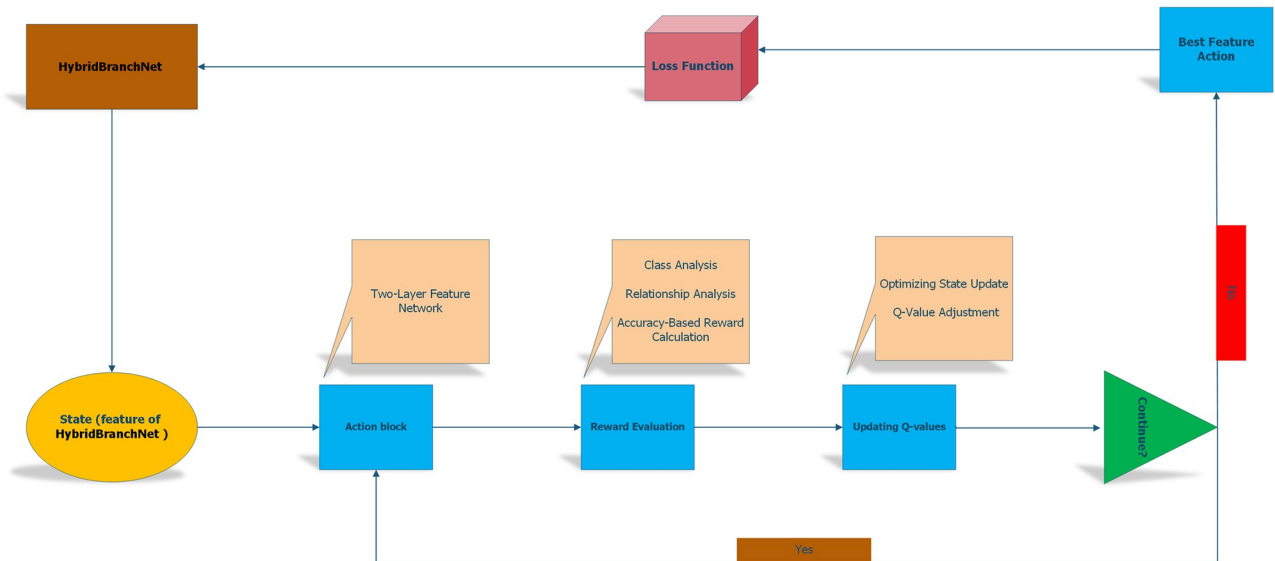 HybridBranchNet
Loss Function
Best Feature
Action
Two-Layer Feature
Network
Class Analysis
Relationship Analysis
Accuracy-Based Reward
Calculation
Optimizing State Update
Q-Value Adjustment
No
State (feature of
HybridBranchNet )
Action block
Reward Evaluation
Updating Q-values
Continue?
Yes